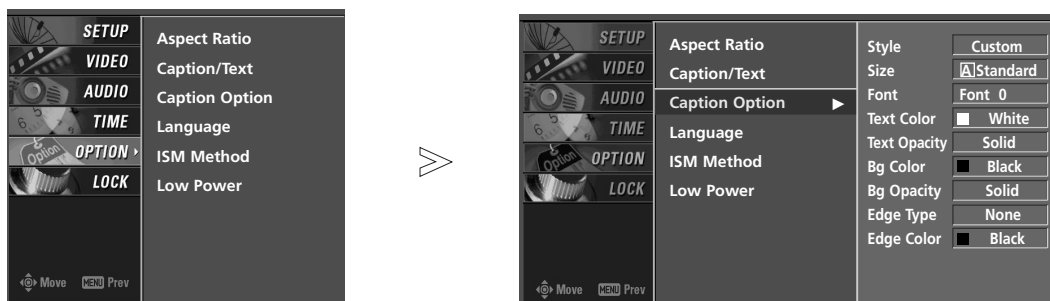 SETUP
VIDEO
AUDIO
TIME
OPTION
LOCK
Move MENU Prev
Aspect Ratio
Caption/Text
Caption Option
Language
ISM Method
Low Power
SETUP
VIDEO
AUDIO
TIME
OPTION
LOCK
Move MENU Prev
Aspect Ratio
Caption/Text
Caption Option
Language
ISM Method
Low Power
Style Custom
Size A Standard
Font Font 0
Text Color White
Text Opacity Solid
Bg Color Black
Bg Opacity Solid
Edge Type None
Edge Color Black